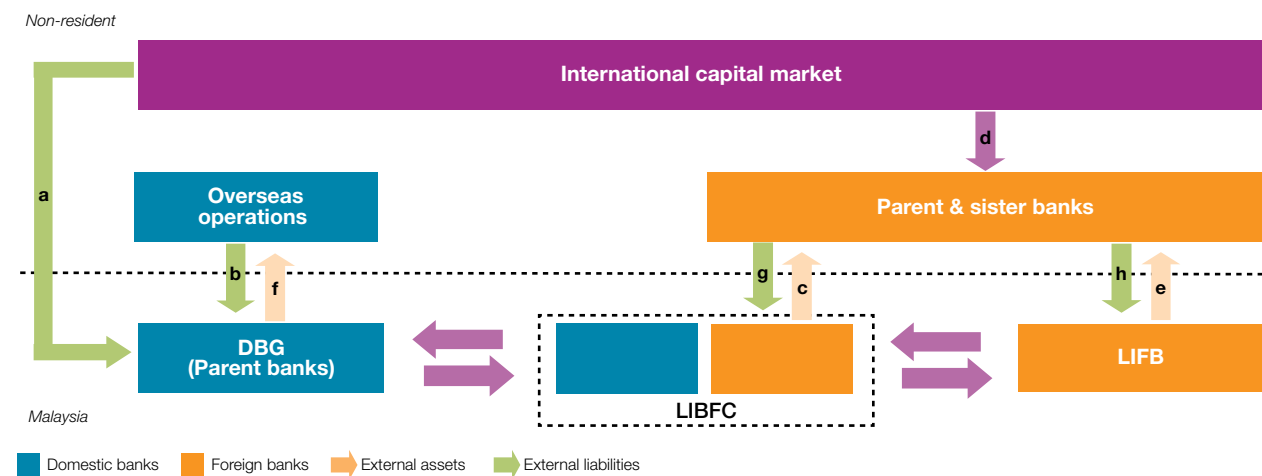 Non-resident
International capital market
d
a
Overseas
operations
Parent & sister banks
b
f
g
c
h
e
DBG
(Parent banks)
LIFB
LIBFC
Malaysia
Domestic banks
Foreign banks
External assets
External liabilities